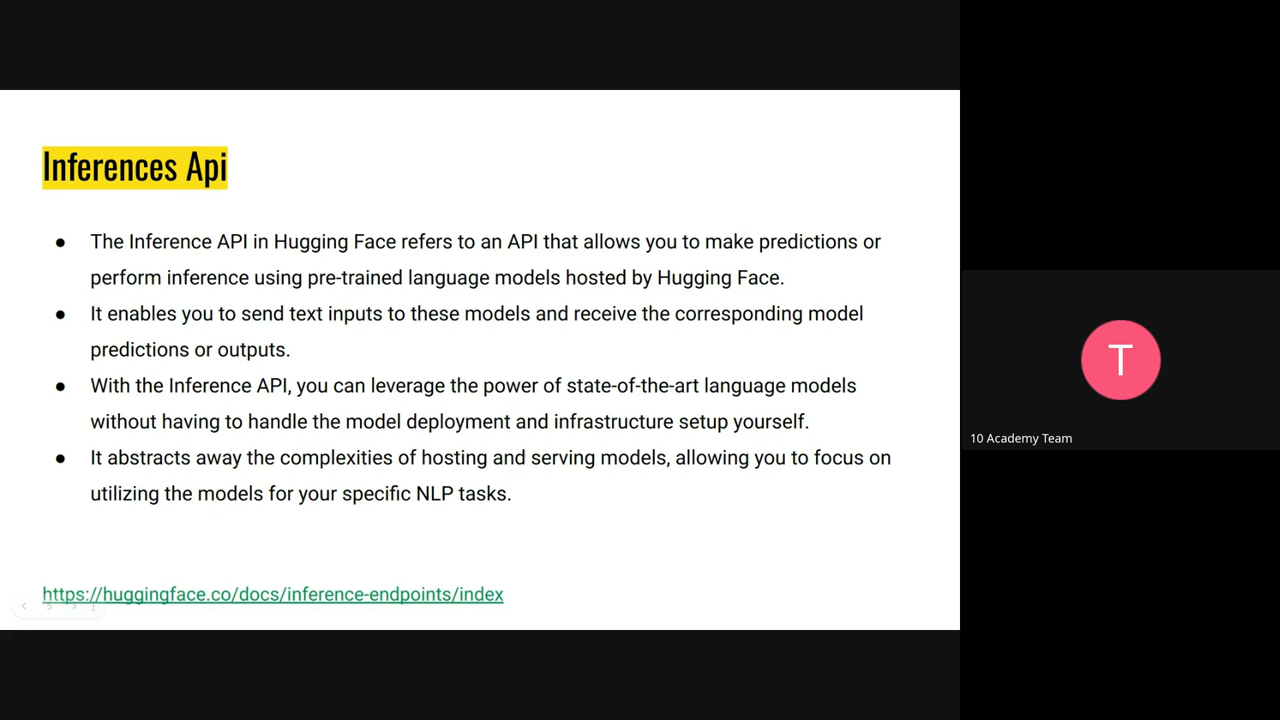 Inferences Api
● The Inference API in Hugging Face refers to an API that allows you to make predictions or
perform inference using pre-trained language models hosted by Hugging Face.
● It enables you to send text inputs to these models and receive the corresponding model
predictions or outputs.
● With the Inference API, you can leverage the power of state-of-the-art language models
without having to handle the model deployment and infrastructure setup yourself.
● It abstracts away the complexities of hosting and serving models, allowing you to focus on
utilizing the models for your specific NLP tasks.
https://huggingface.co/docs/inference-endpoints/index
5
T
10 Academy Team